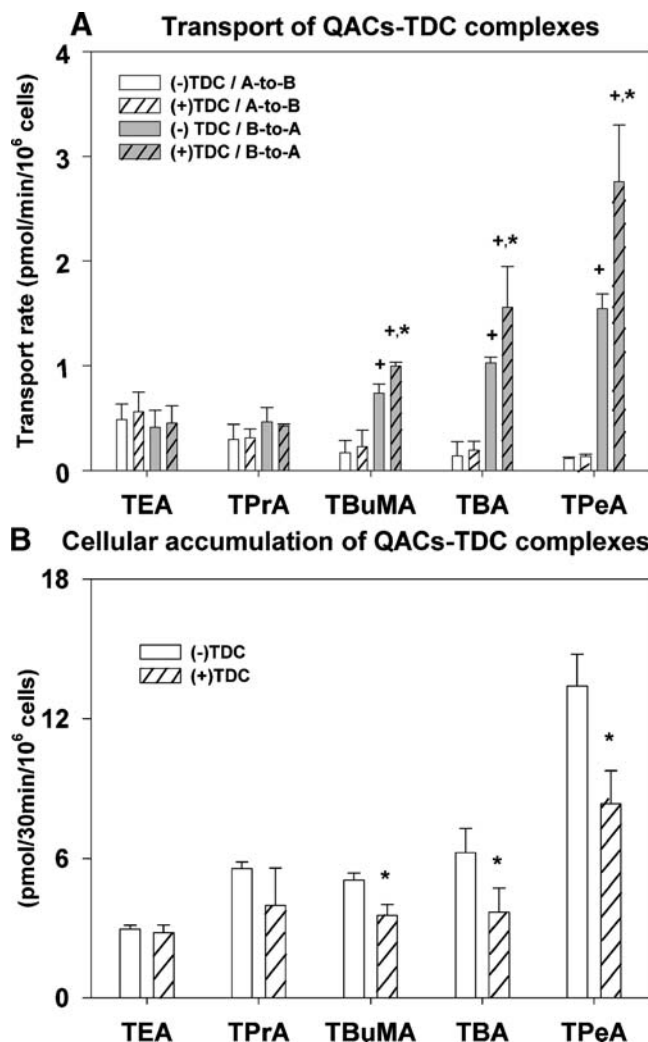 A Transport of QACs-TDC complexes
4
3
2
1
0
Transport rate (pmol/min/10⁶ cells)
(-)TDC / A-to-B
(+)TDC / A-to-B
(-) TDC / B-to-A
(+)TDC / B-to-A
+
+,*
+
+,*
+
+,*
TEA TPrA TBuMA TBA TPeA
B Cellular accumulation of QACs-TDC complexes
18
12
6
0
(pmol/30min/10⁶ cells)
(-)TDC
(+)TDC
*
*
*
TEA TPrA TBuMA TBA TPeA